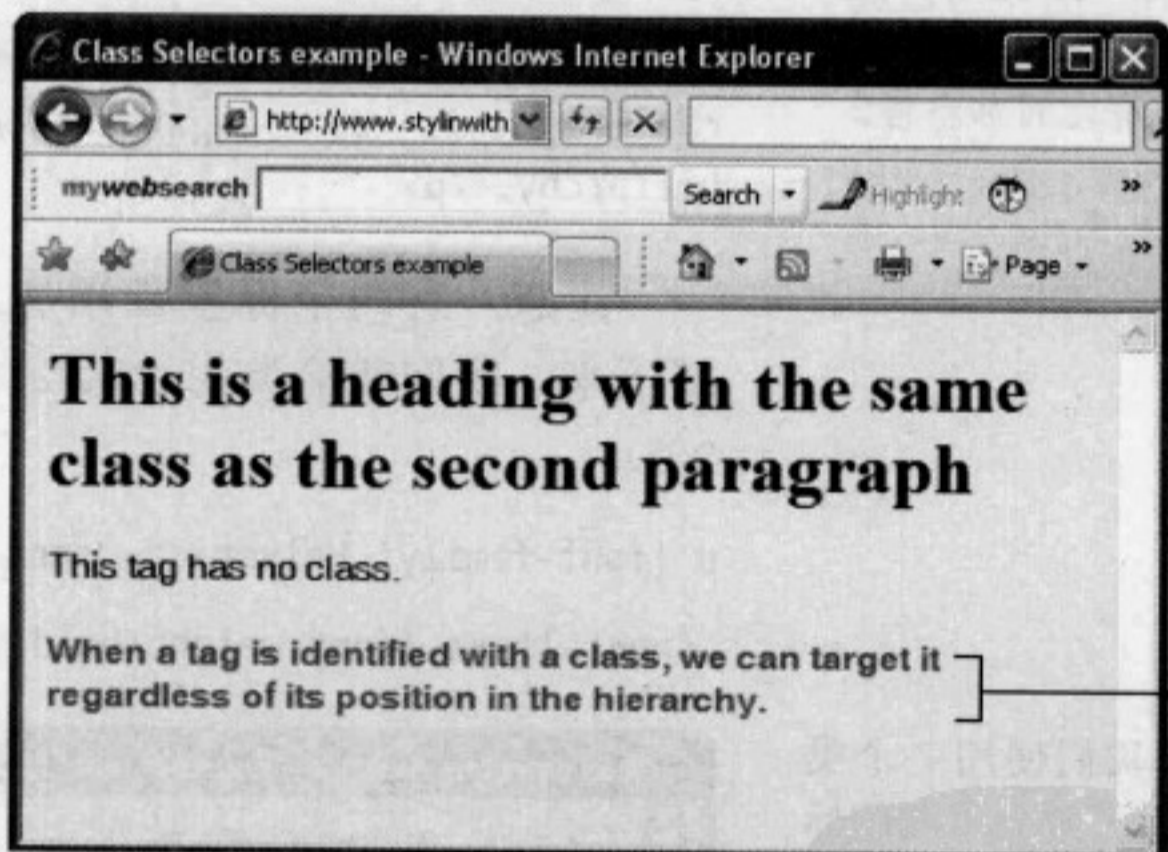 Class Selectors example - Windows Internet Explorer
http://www.stylinwith
mywebsearch Search Highlight
Class Selectors example Page
This is a heading with the same
class as the second paragraph
This tag has no class.
When a tag is identified with a class, we can target it
regardless of its position in the hierarchy.